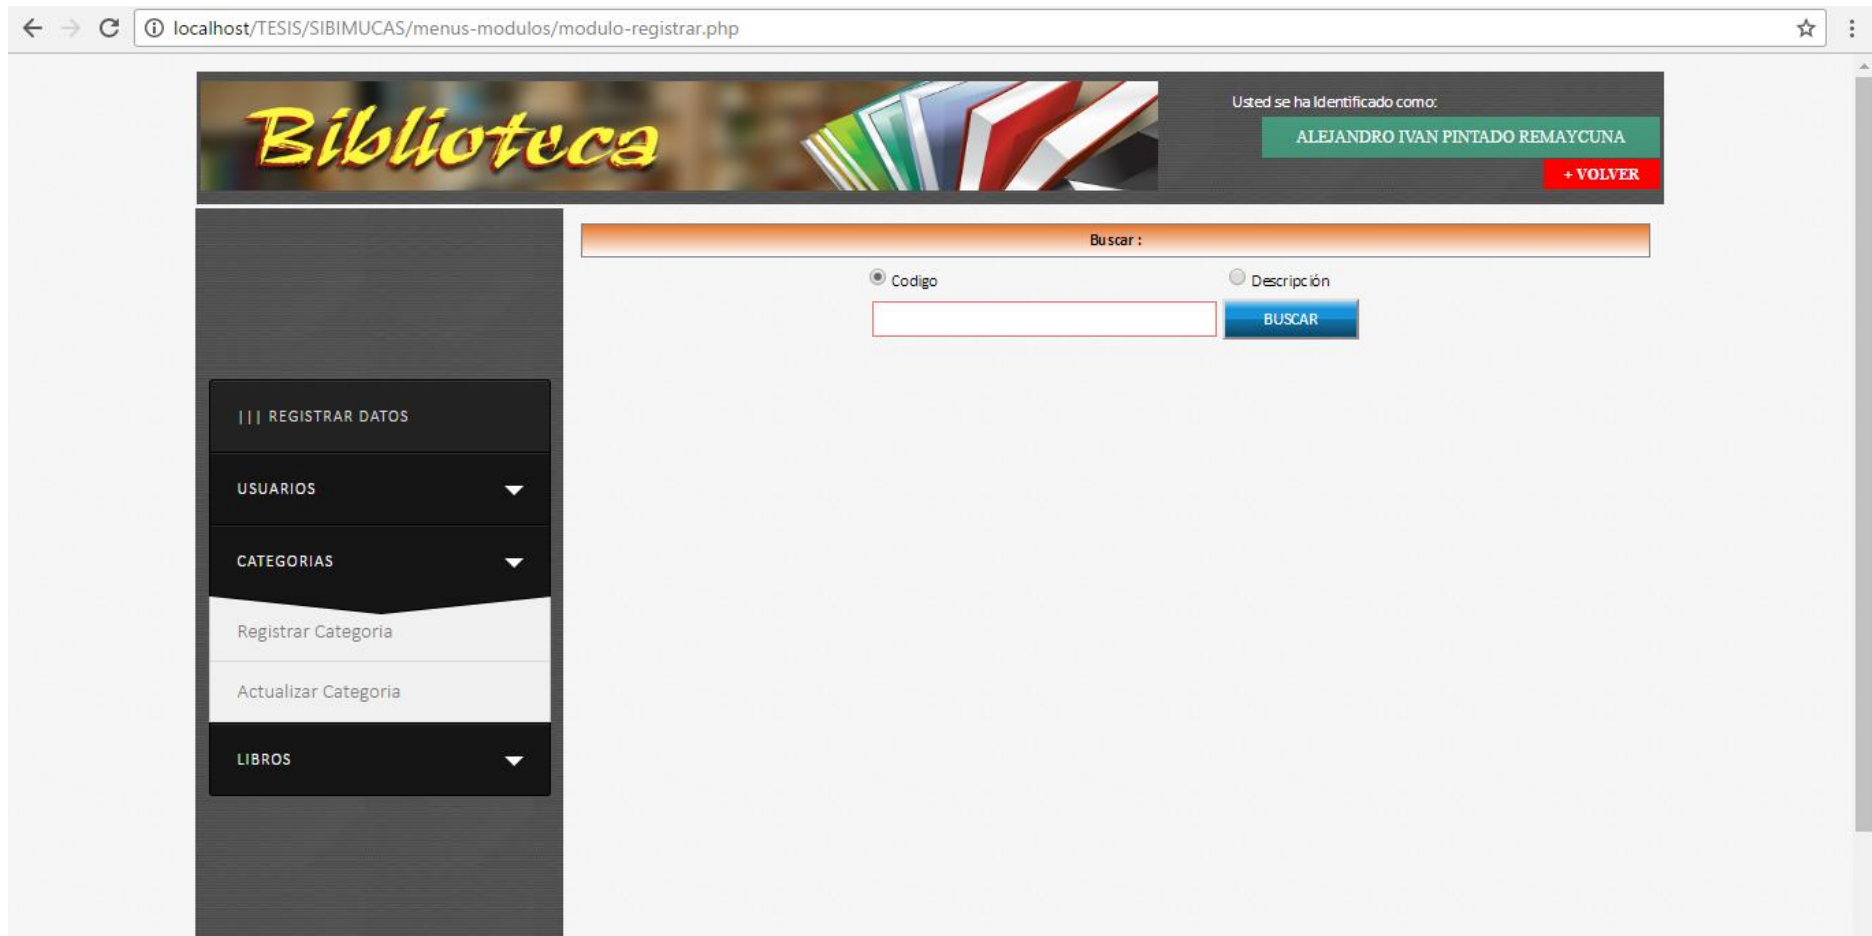 localhost/TESIS/SIBIMUCAS/menus-modulos/modulo-registrar.php
Biblioteca
Usted se ha Identificado como:
ALEJANDRO IVAN PINTADO REMAYCUNA
+ VOLVER
Buscar :
Codigo
Descripción
BUSCAR
||| REGISTRAR DATOS
USUARIOS
CATEGORIAS
Registrar Categoria
Actualizar Categoria
LIBROS